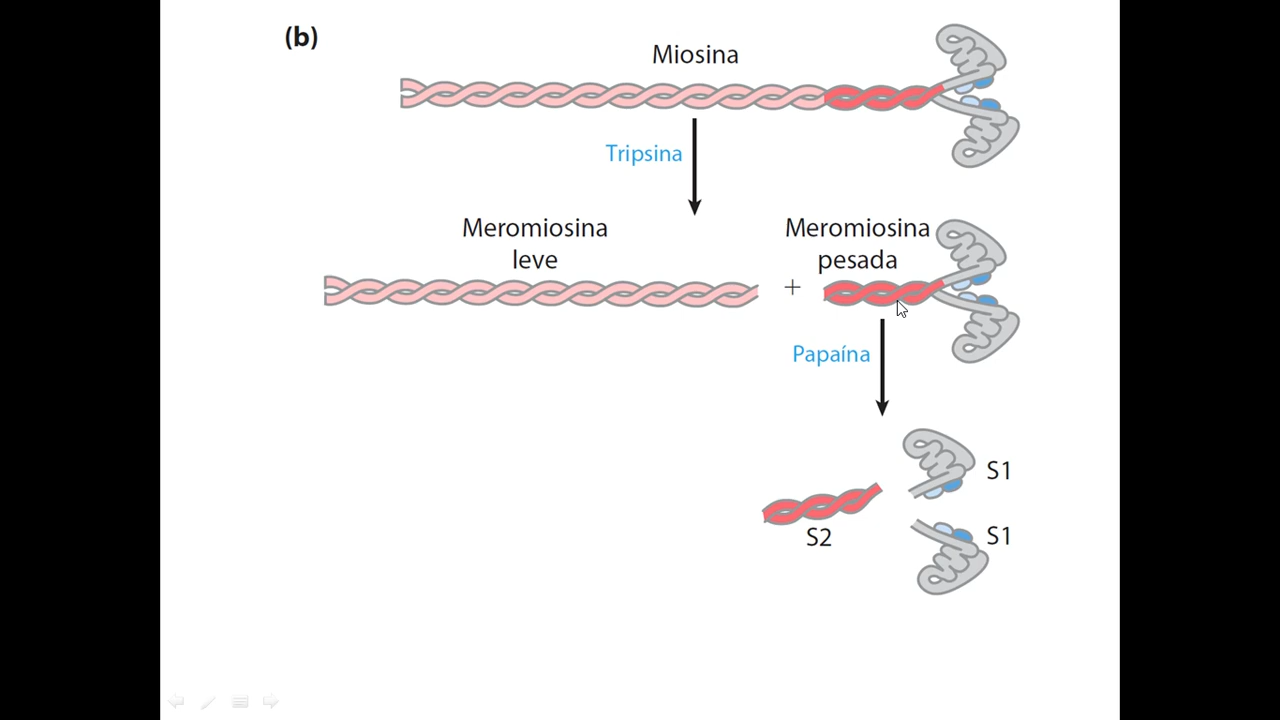 (b)
Miosina
Tripsina
Meromiosina
leve
+
Meromiosina
pesada
Papaína
S1
S2
S1